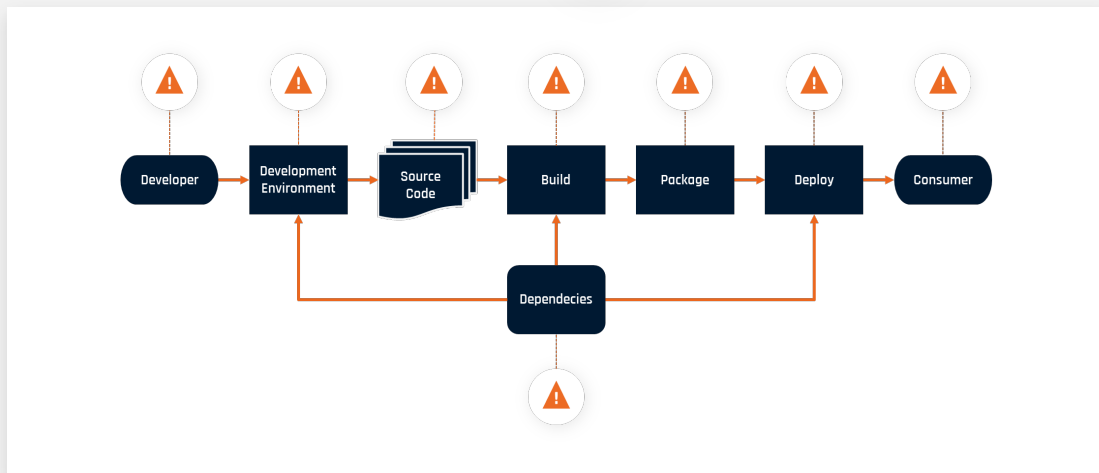 Developer
Development
Environment
Source
Code
Build
Package
Deploy
Consumer
Dependecies